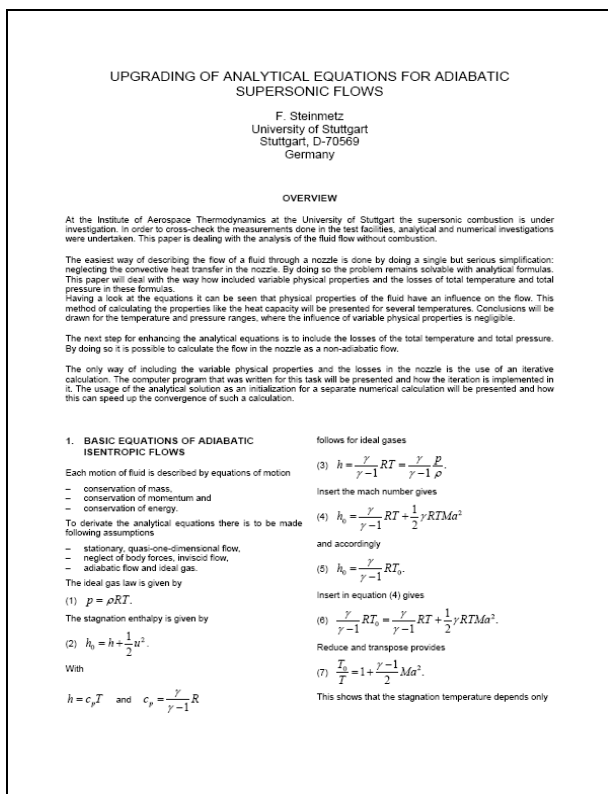 UPGRADING OF ANALYTICAL EQUATIONS FOR ADIABATIC
SUPERSONIC FLOWS
F. Steinmetz
University of Stuttgart
Stuttgart, D-70569
Germany
OVERVIEW
At the Institute of Aerospace Thermodynamics at the University of Stuttgart the supersonic combustion is under
investigation. In order to cross-check the measurements done in the test facilities, analytical and numerical investigations
were undertaken. This paper is dealing with the analysis of the fluid flow without combustion.
The easiest way of describing the flow of a fluid through a nozzle is done by doing a single but serious simplification:
neglecting the convective heat transfer in the nozzle. By doing so the problem remains solvable with analytical formulas.
This paper will deal with the way how included variable physical properties and the losses of total temperature and total
pressure in these formulas.
Having a look at the equations it can be seen that physical properties of the fluid have an influence on the flow. This
method of calculating the properties like the heat capacity will be presented for several temperatures. Conclusions will be
drawn for the temperature and pressure ranges, where the influence of variable physical properties is negligible.
The next step for enhancing the analytical equations is to include the losses of the total temperature and total pressure.
By doing so it is possible to calculate the flow in the nozzle as a non-adiabatic flow.
The only way of including the variable physical properties and the losses in the nozzle is the use of an iterative
calculation. The computer program that was written for this task will be presented and how the iteration is implemented in
it. The usage of the analytical solution as an initialization for a separate numerical calculation will be presented and how
this can speed up the convergence of such a calculation.
1. BASIC EQUATIONS OF ADIABATIC
ISENTROPIC FLOWS
Each motion of fluid is described by equations of motion
– conservation of mass,
– conservation of momentum and
– conservation of energy.
To derivate the analytical equations there is to be made
following assumptions
– stationary, quasi-one-dimensional flow,
– neglect of body forces, inviscid flow,
– adiabatic flow and ideal gas.
The ideal gas law is given by
(1) p = ρRT.
The stagnation enthalpy is given by
(2) h₀ = h + 1/2 u².
With
h = c_p T and c_p = γ/(γ−1) R
follows for ideal gases
(3) h = γ/(γ−1) RT = γ/(γ−1) p/ρ.
Insert the mach number gives
(4) h₀ = γ/(γ−1) RT + 1/2 γRTMa²
and accordingly
(5) h₀ = γ/(γ−1) RT₀.
Insert in equation (4) gives
(6) γ/(γ−1) RT₀ = γ/(γ−1) RT + 1/2 γRTMa².
Reduce and transpose provides
(7) T₀/T = 1 + (γ−1)/2 Ma².
This shows that the stagnation temperature depends only